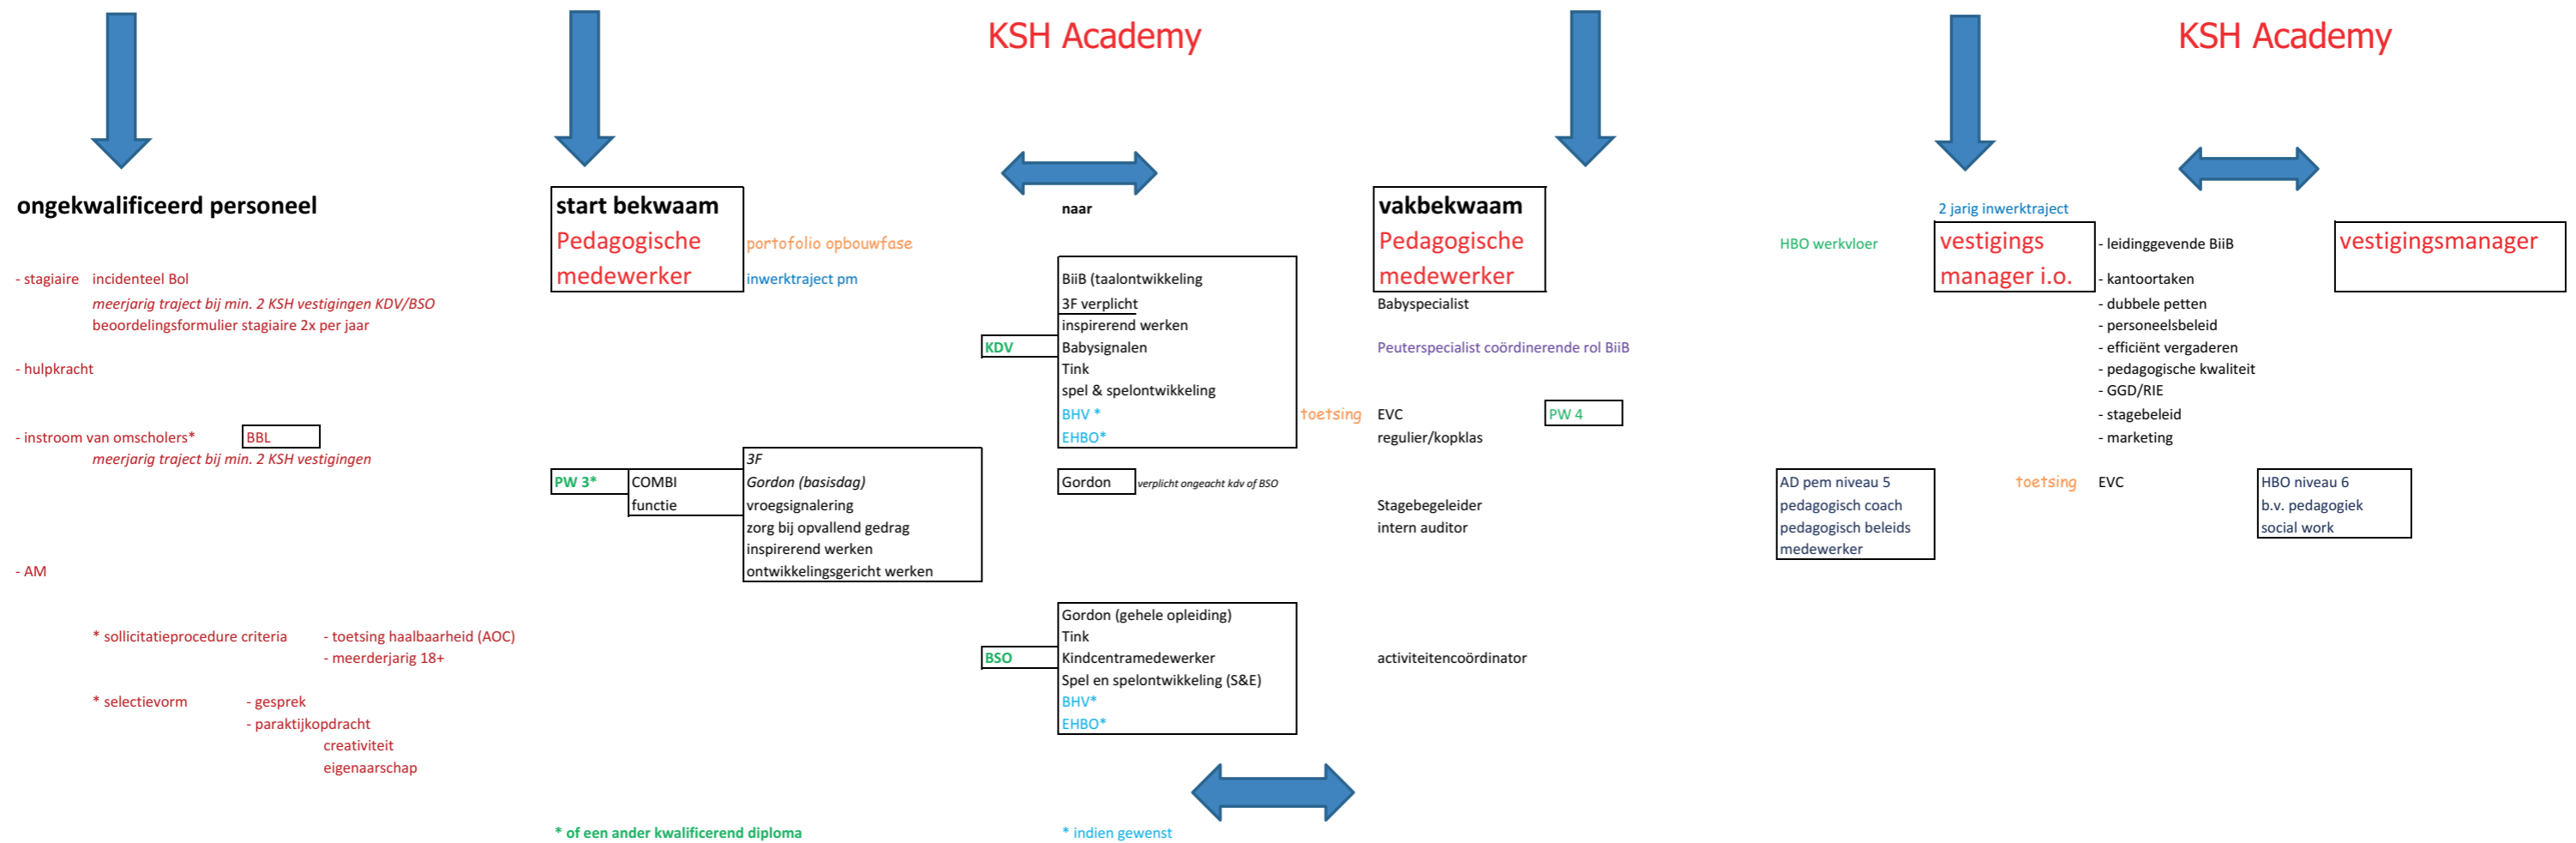 KSH Academy
KSH Academy
ongekwalificeerd personeel
- stagiaire incidenteel Bol
meerjarig traject bij min. 2 KSH vestigingen KDV/BSO
beoordelingsformulier stagiaire 2x per jaar
- hulpkracht
- instroom van omscholers* BBL
meerjarig traject bij min. 2 KSH vestigingen
- AM
* sollicitatieprocedure criteria - toetsing haalbaarheid (AOC)
- meerderjarig 18+
* selectievorm - gesprek
- paraktijkopdracht
creativiteit
eigenaarschap
start bekwaam
Pedagogische
medewerker
portofolio opbouwfase
inwerktraject pm
PW 3* COMBI
functie
3F
Gordon (basisdag)
vroegsignalering
zorg bij opvallend gedrag
inspirerend werken
ontwikkelingsgericht werken
* of een ander kwalificerend diploma
naar
KDV
BiiB (taalontwikkeling
3F verplicht
inspirerend werken
Babysignalen
Tink
spel & spelontwikkeling
BHV *
EHBO*
Gordon verplicht ongeacht kdv of BSO
BSO
Gordon (gehele opleiding)
Tink
Kindcentramedewerker
Spel en spelontwikkeling (S&E)
BHV*
EHBO*
* indien gewenst
vakbekwaam
Pedagogische
medewerker
Babyspecialist
Peuterspecialist coördinerende rol BiiB
toetsing EVC PW 4
regulier/kopklas
Stagebegeleider
intern auditor
activiteitencoördinator
2 jarig inwerktraject
HBO werkvloer
vestigings
manager i.o.
- leidinggevende BiiB
- kantoortaken
- dubbele petten
- personeelsbeleid
- efficiënt vergaderen
- pedagogische kwaliteit
- GGD/RIE
- stagebeleid
- marketing
vestigingsmanager
AD pem niveau 5
pedagogisch coach
pedagogisch beleids
medewerker
toetsing EVC
HBO niveau 6
b.v. pedagogiek
social work